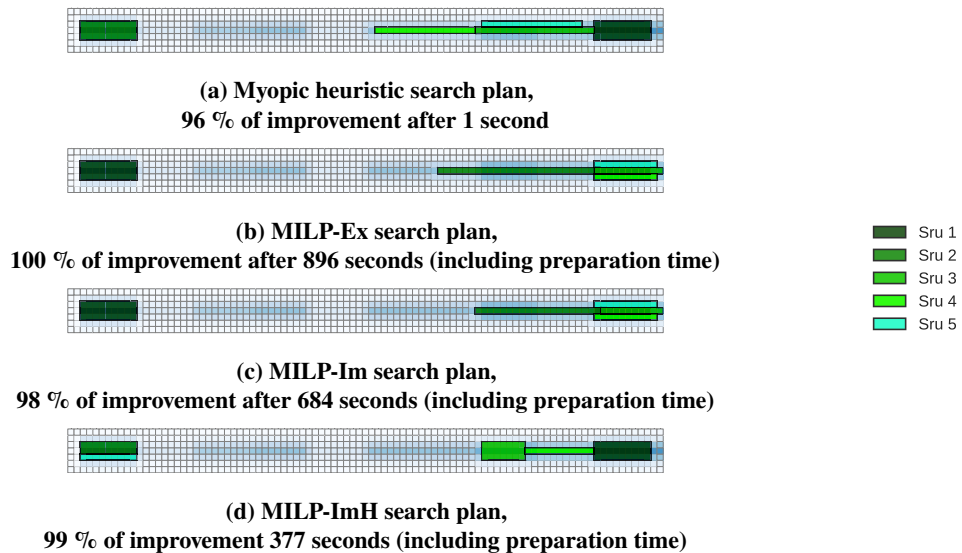 (a) Myopic heuristic search plan,
96 % of improvement after 1 second
(b) MILP-Ex search plan,
100 % of improvement after 896 seconds (including preparation time)
(c) MILP-Im search plan,
98 % of improvement after 684 seconds (including preparation time)
(d) MILP-ImH search plan,
99 % of improvement 377 seconds (including preparation time)
Sru 1
Sru 2
Sru 3
Sru 4
Sru 5